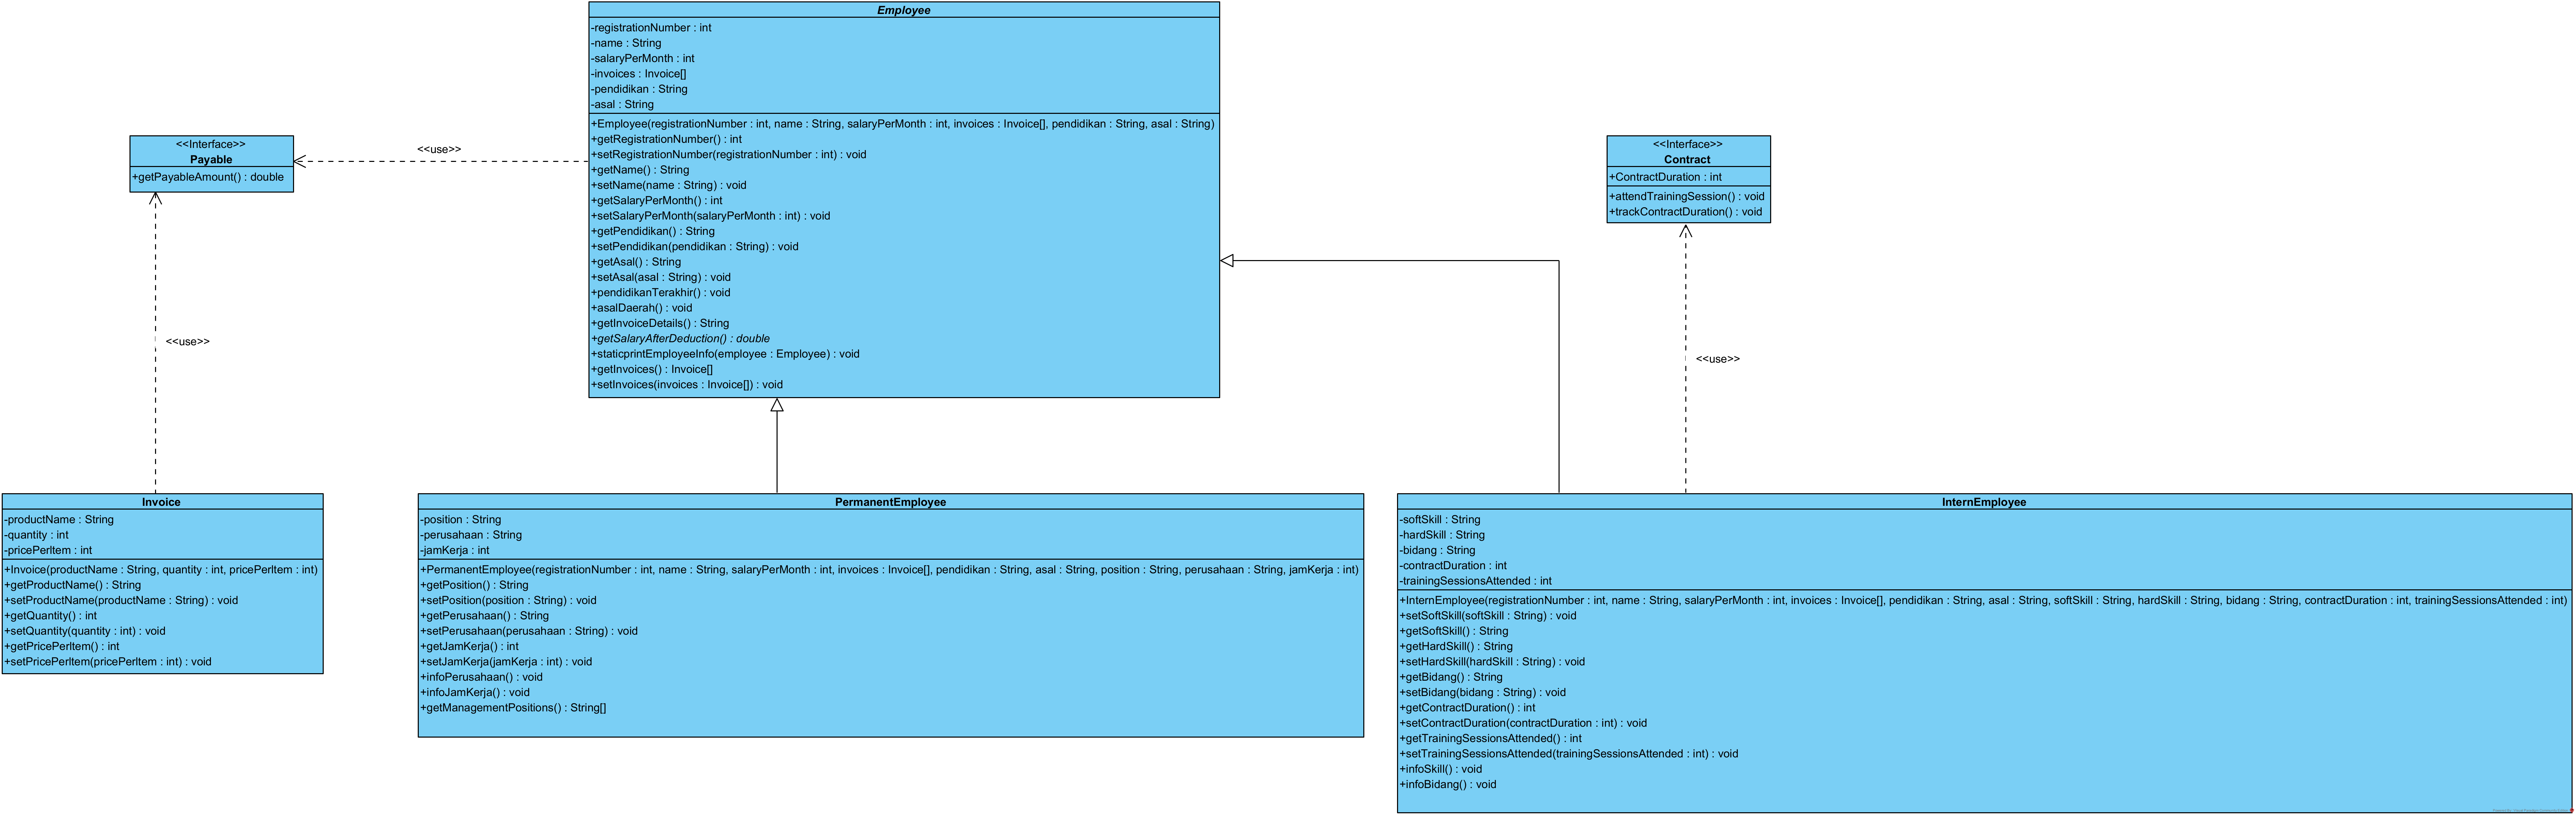 Employee
-registrationNumber : int
-name : String
-salaryPerMonth : int
-invoices : Invoice[]
-pendidikan : String
-asal : String
+Employee(registrationNumber : int, name : String, salaryPerMonth : int, invoices : Invoice[], pendidikan : String, asal : String)
+getRegistrationNumber() : int
+setRegistrationNumber(registrationNumber : int) : void
+getName() : String
+setName(name : String) : void
+getSalaryPerMonth() : int
+setSalaryPerMonth(salaryPerMonth : int) : void
+getPendidikan() : String
+setPendidikan(pendidikan : String) : void
+getAsal() : String
+setAsal(asal : String) : void
+pendidikanTerakhir() : void
+asalDaerah() : void
+getInvoiceDetails() : String
+getSalaryAfterDeduction() : double
+staticprintEmployeeInfo(employee : Employee) : void
+getInvoices() : Invoice[]
+setInvoices(invoices : Invoice[]) : void
<<Interface>>
Payable
+getPayableAmount() : double
<<use>>
<<Interface>>
Contract
+ContractDuration : int
+attendTrainingSession() : void
+trackContractDuration() : void
<<use>>
<<use>>
Invoice
-productName : String
-quantity : int
-pricePerItem : int
+Invoice(productName : String, quantity : int, pricePerItem : int)
+getProductName() : String
+setProductName(productName : String) : void
+getQuantity() : int
+setQuantity(quantity : int) : void
+getPricePerItem() : int
+setPricePerItem(pricePerItem : int) : void
PermanentEmployee
-position : String
-perusahaan : String
-jamKerja : int
+PermanentEmployee(registrationNumber : int, name : String, salaryPerMonth : int, invoices : Invoice[], pendidikan : String, asal : String, position : String, perusahaan : String, jamKerja : int)
+getPosition() : String
+setPosition(position : String) : void
+getPerusahaan() : String
+setPerusahaan(perusahaan : String) : void
+getJamKerja() : int
+setJamKerja(jamKerja : int) : void
+infoPerusahaan() : void
+infoJamKerja() : void
+getManagementPositions() : String[]
InternEmployee
-softSkill : String
-hardSkill : String
-bidang : String
-contractDuration : int
-trainingSessionsAttended : int
+InternEmployee(registrationNumber : int, name : String, salaryPerMonth : int, invoices : Invoice[], pendidikan : String, asal : String, softSkill : String, hardSkill : String, bidang : String, contractDuration : int, trainingSessionsAttended : int)
+setSoftSkill(softSkill : String) : void
+getSoftSkill() : String
+getHardSkill() : String
+setHardSkill(hardSkill : String) : void
+getBidang() : String
+setBidang(bidang : String) : void
+getContractDuration() : int
+setContractDuration(contractDuration : int) : void
+getTrainingSessionsAttended() : int
+setTrainingSessionsAttended(trainingSessionsAttended : int) : void
+infoSkill() : void
+infoBidang() : void